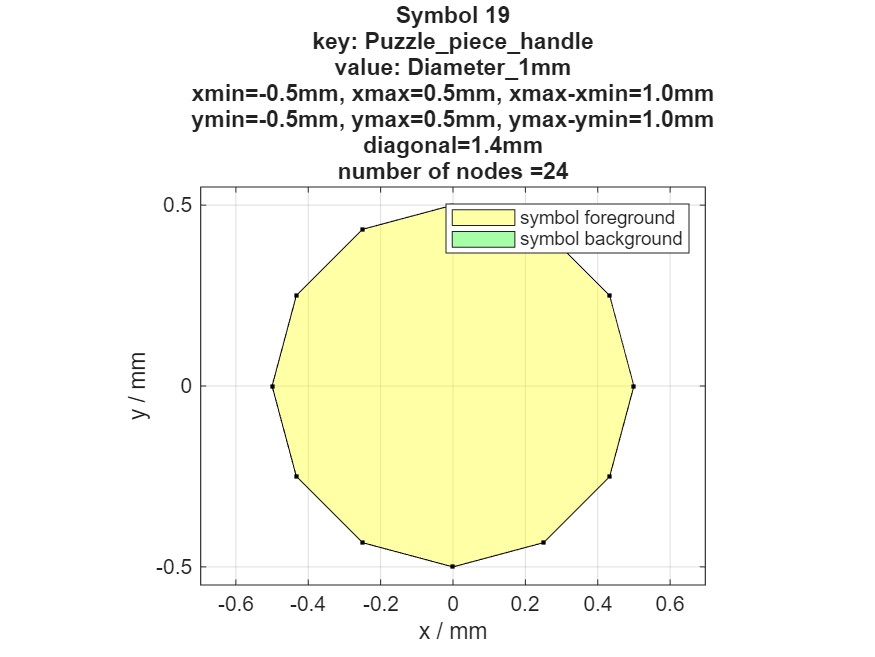 Symbol 19
key: Puzzle_piece_handle
value: Diameter_1mm
xmin=-0.5mm, xmax=0.5mm, xmax-xmin=1.0mm
ymin=-0.5mm, ymax=0.5mm, ymax-ymin=1.0mm
diagonal=1.4mm
number of nodes =24
symbol foreground
symbol background
0.5
0
-0.5
y / mm
-0.6 -0.4 -0.2 0 0.2 0.4 0.6
x / mm